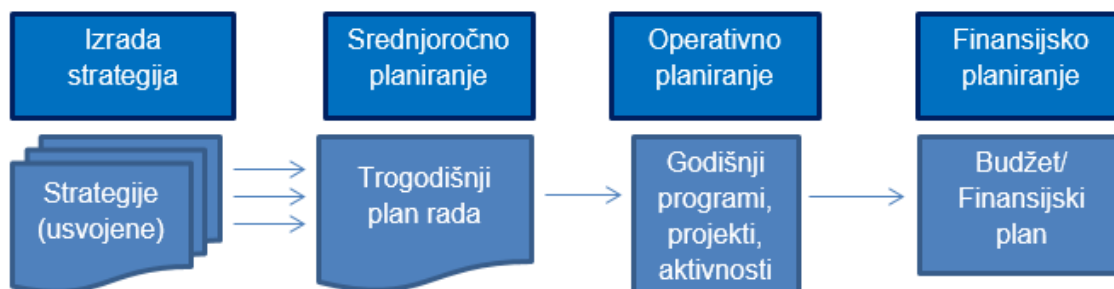 Izrada
strategija
Srednjoročno
planiranje
Operativno
planiranje
Finansijsko
planiranje
Strategije
(usvojene)
Trogodišnji
plan rada
Godišnji
programi,
projekti,
aktivnosti
Budžet/
Finansijski
plan